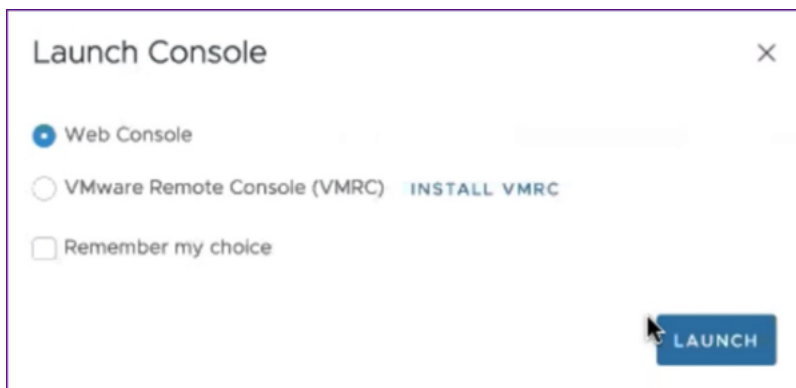 Launch Console
Web Console
VMware Remote Console (VMRC) INSTALL VMRC
Remember my choice
LAUNCH